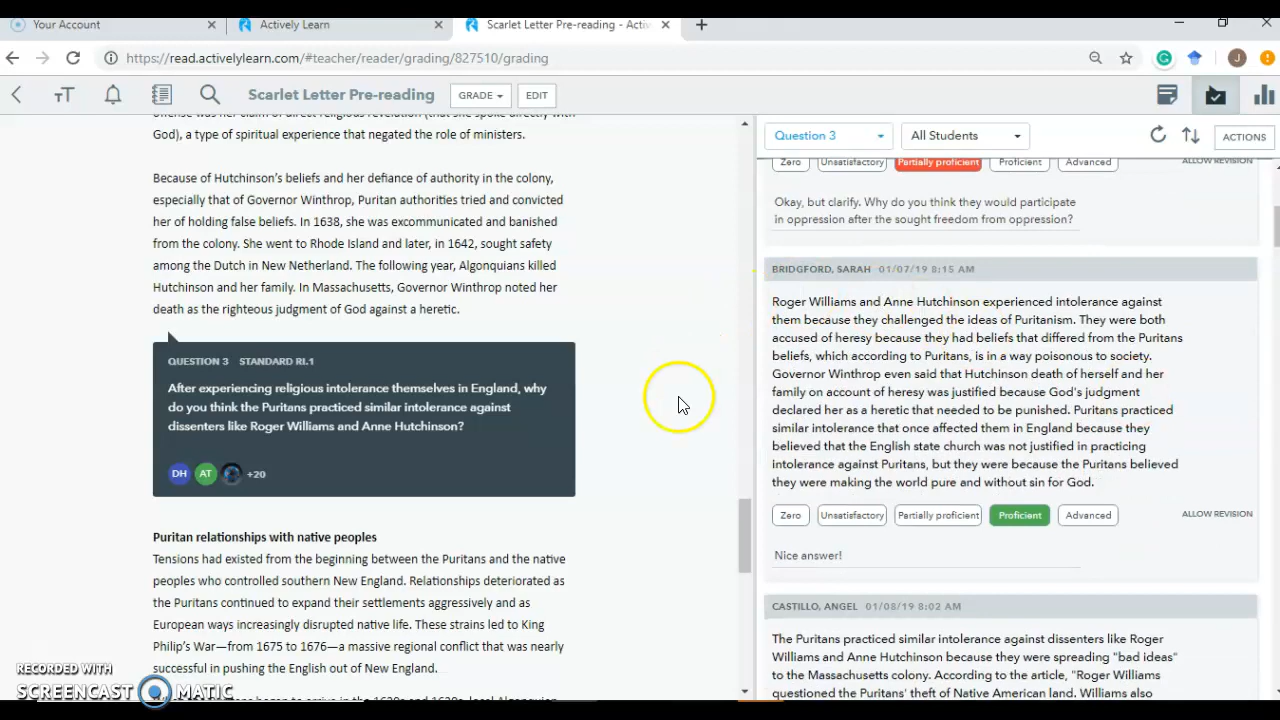 Your Account
Actively Learn
Scarlet Letter Pre-reading - Activ
https://read.activelylearn.com/#teacher/reader/grading/827510/grading
J
Scarlet Letter Pre-reading
GRADE
EDIT
offense was her claim of direct religious revelation (that she spoke directly with
God), a type of spiritual experience that negated the role of ministers.
Because of Hutchinson's beliefs and her defiance of authority in the colony,
especially that of Governor Winthrop, Puritan authorities tried and convicted
her of holding false beliefs. In 1638, she was excommunicated and banished
from the colony. She went to Rhode Island and later, in 1642, sought safety
among the Dutch in New Netherland. The following year, Algonquians killed
Hutchinson and her family. In Massachusetts, Governor Winthrop noted her
death as the righteous judgment of God against a heretic.
QUESTION 3 STANDARD RI.1
After experiencing religious intolerance themselves in England, why
do you think the Puritans practiced similar intolerance against
dissenters like Roger Williams and Anne Hutchinson?
DH AT +20
Puritan relationships with native peoples
Tensions had existed from the beginning between the Puritans and the native
peoples who controlled southern New England. Relationships deteriorated as
the Puritans continued to expand their settlements aggressively and as
European ways increasingly disrupted native life. These strains led to King
Philip's War—from 1675 to 1676—a massive regional conflict that was nearly
successful in pushing the English out of New England.
Question 3
All Students
ACTIONS
Zero Unsatisfactory Partially proficient Proficient Advanced ALLOW REVISION
Okay, but clarify. Why do you think they would participate
in oppression after the sought freedom from oppression?
BRIDGFORD, SARAH 01/07/19 8:15 AM
Roger Williams and Anne Hutchinson experienced intolerance against
them because they challenged the ideas of Puritanism. They were both
accused of heresy because they had beliefs that differed from the Puritans
beliefs, which according to Puritans, is in a way poisonous to society.
Governor Winthrop even said that Hutchinson death of herself and her
family on account of heresy was justified because God's judgment
declared her as a heretic that needed to be punished. Puritans practiced
similar intolerance that once affected them in England because they
believed that the English state church was not justified in practicing
intolerance against Puritans, but they were because the Puritans believed
they were making the world pure and without sin for God.
Zero Unsatisfactory Partially proficient Proficient Advanced ALLOW REVISION
Nice answer!
CASTILLO, ANGEL 01/08/19 8:02 AM
The Puritans practiced similar intolerance against dissenters like Roger
Williams and Anne Hutchinson because they were spreading "bad ideas"
to the Massachusetts colony. According to the article, "Roger Williams
questioned the Puritans' theft of Native American land. Williams also
RECORDED WITH
SCREENCAST MATIC